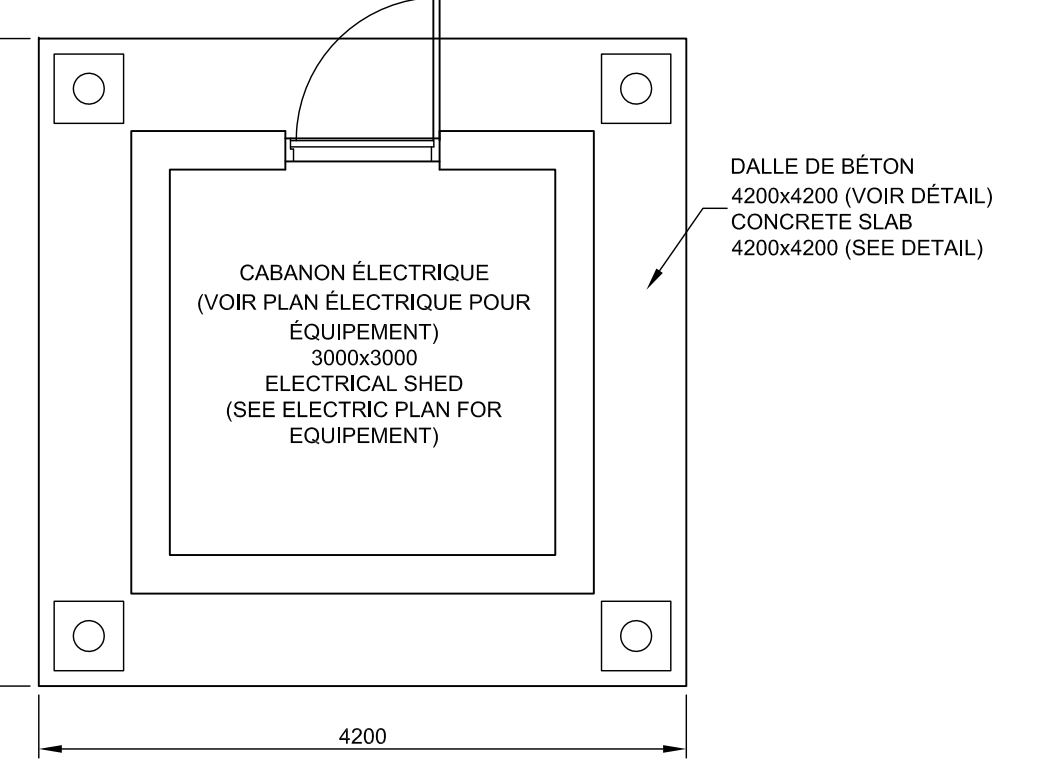 DALLE DE BÉTON
4200x4200 (VOIR DÉTAIL)
CONCRETE SLAB
4200x4200 (SEE DETAIL)
CABANON ÉLECTRIQUE
(VOIR PLAN ÉLECTRIQUE POUR
ÉQUIPEMENT)
3000x3000
ELECTRICAL SHED
(SEE ELECTRIC PLAN FOR
EQUIPEMENT)
4200